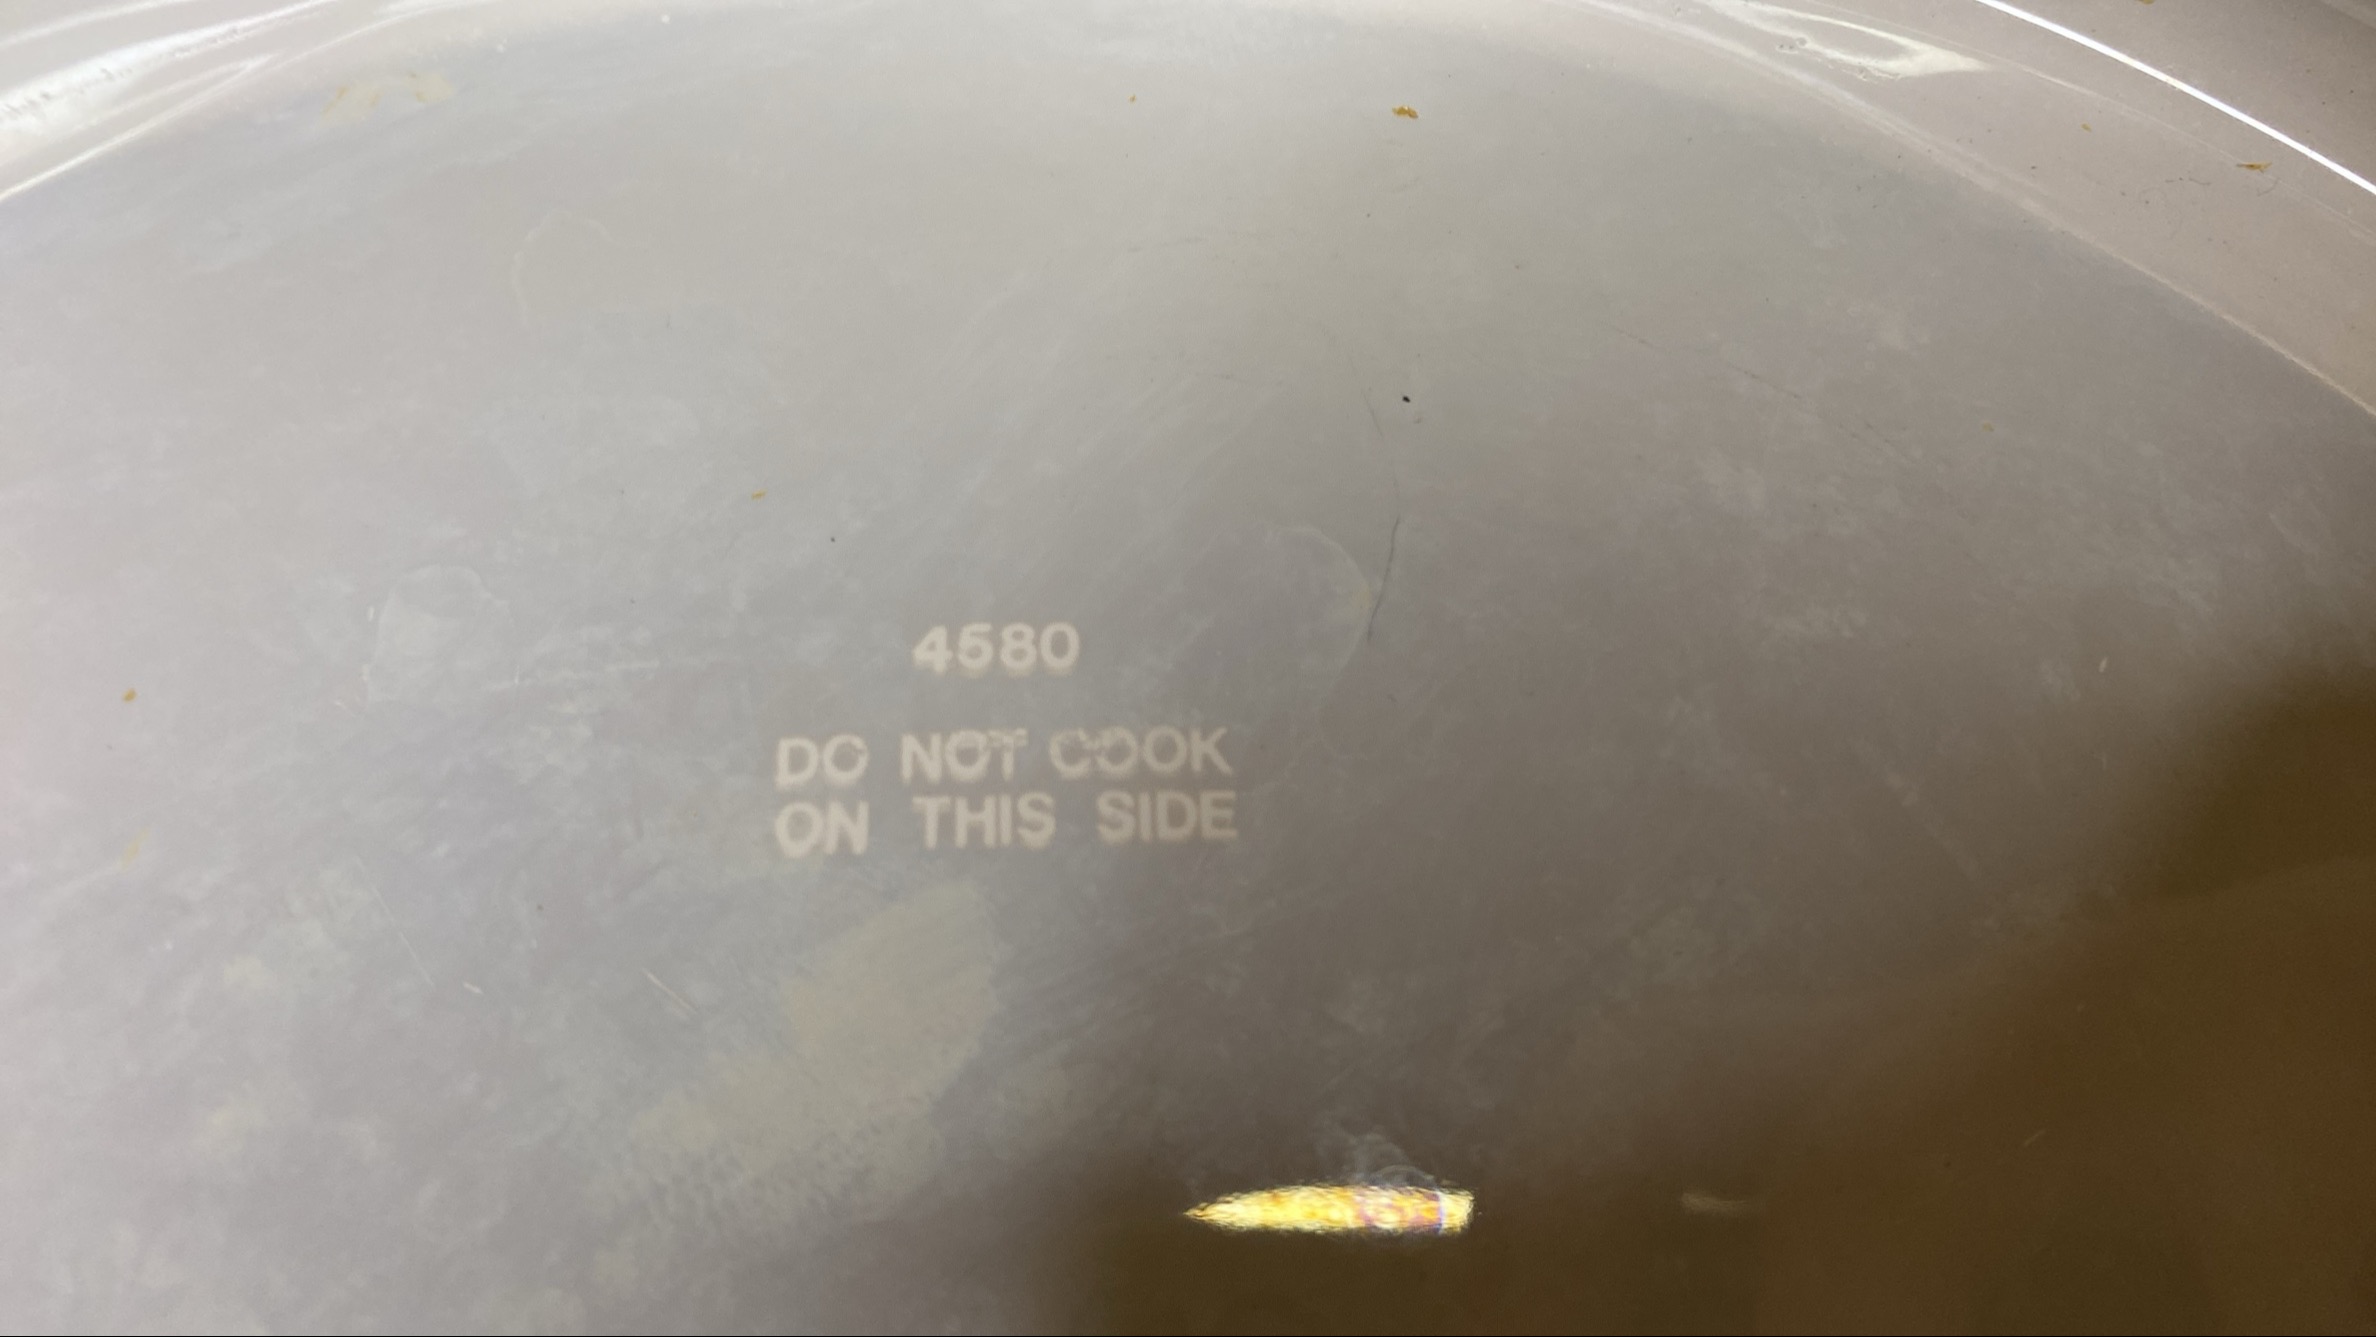 4580
DO NOT COOK
ON THIS SIDE